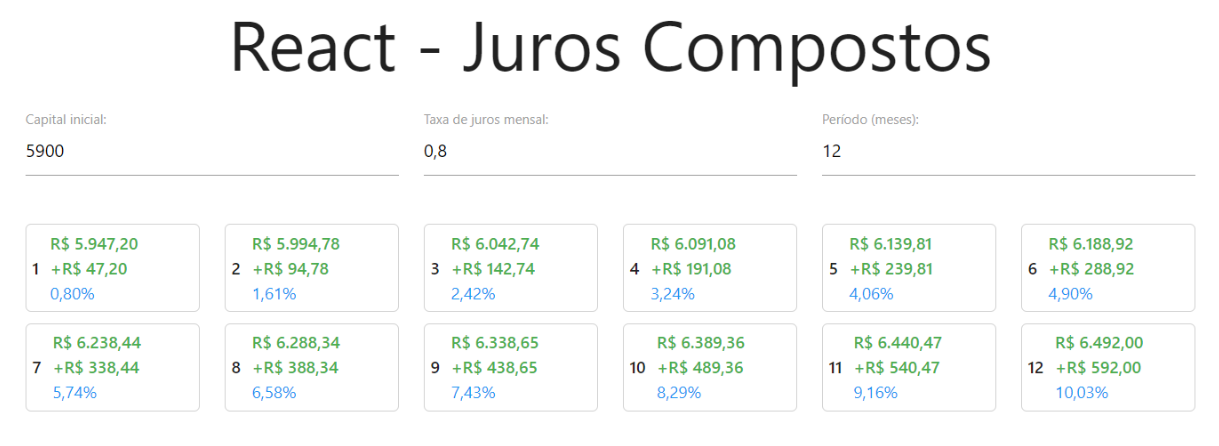 React - Juros Compostos
Capital inicial:
5900
Taxa de juros mensal:
0,8
Período (meses):
12
1
R$ 5.947,20
+R$ 47,20
0,80%
2
R$ 5.994,78
+R$ 94,78
1,61%
3
R$ 6.042,74
+R$ 142,74
2,42%
4
R$ 6.091,08
+R$ 191,08
3,24%
5
R$ 6.139,81
+R$ 239,81
4,06%
6
R$ 6.188,92
+R$ 288,92
4,90%
7
R$ 6.238,44
+R$ 338,44
5,74%
8
R$ 6.288,34
+R$ 388,34
6,58%
9
R$ 6.338,65
+R$ 438,65
7,43%
10
R$ 6.389,36
+R$ 489,36
8,29%
11
R$ 6.440,47
+R$ 540,47
9,16%
12
R$ 6.492,00
+R$ 592,00
10,03%